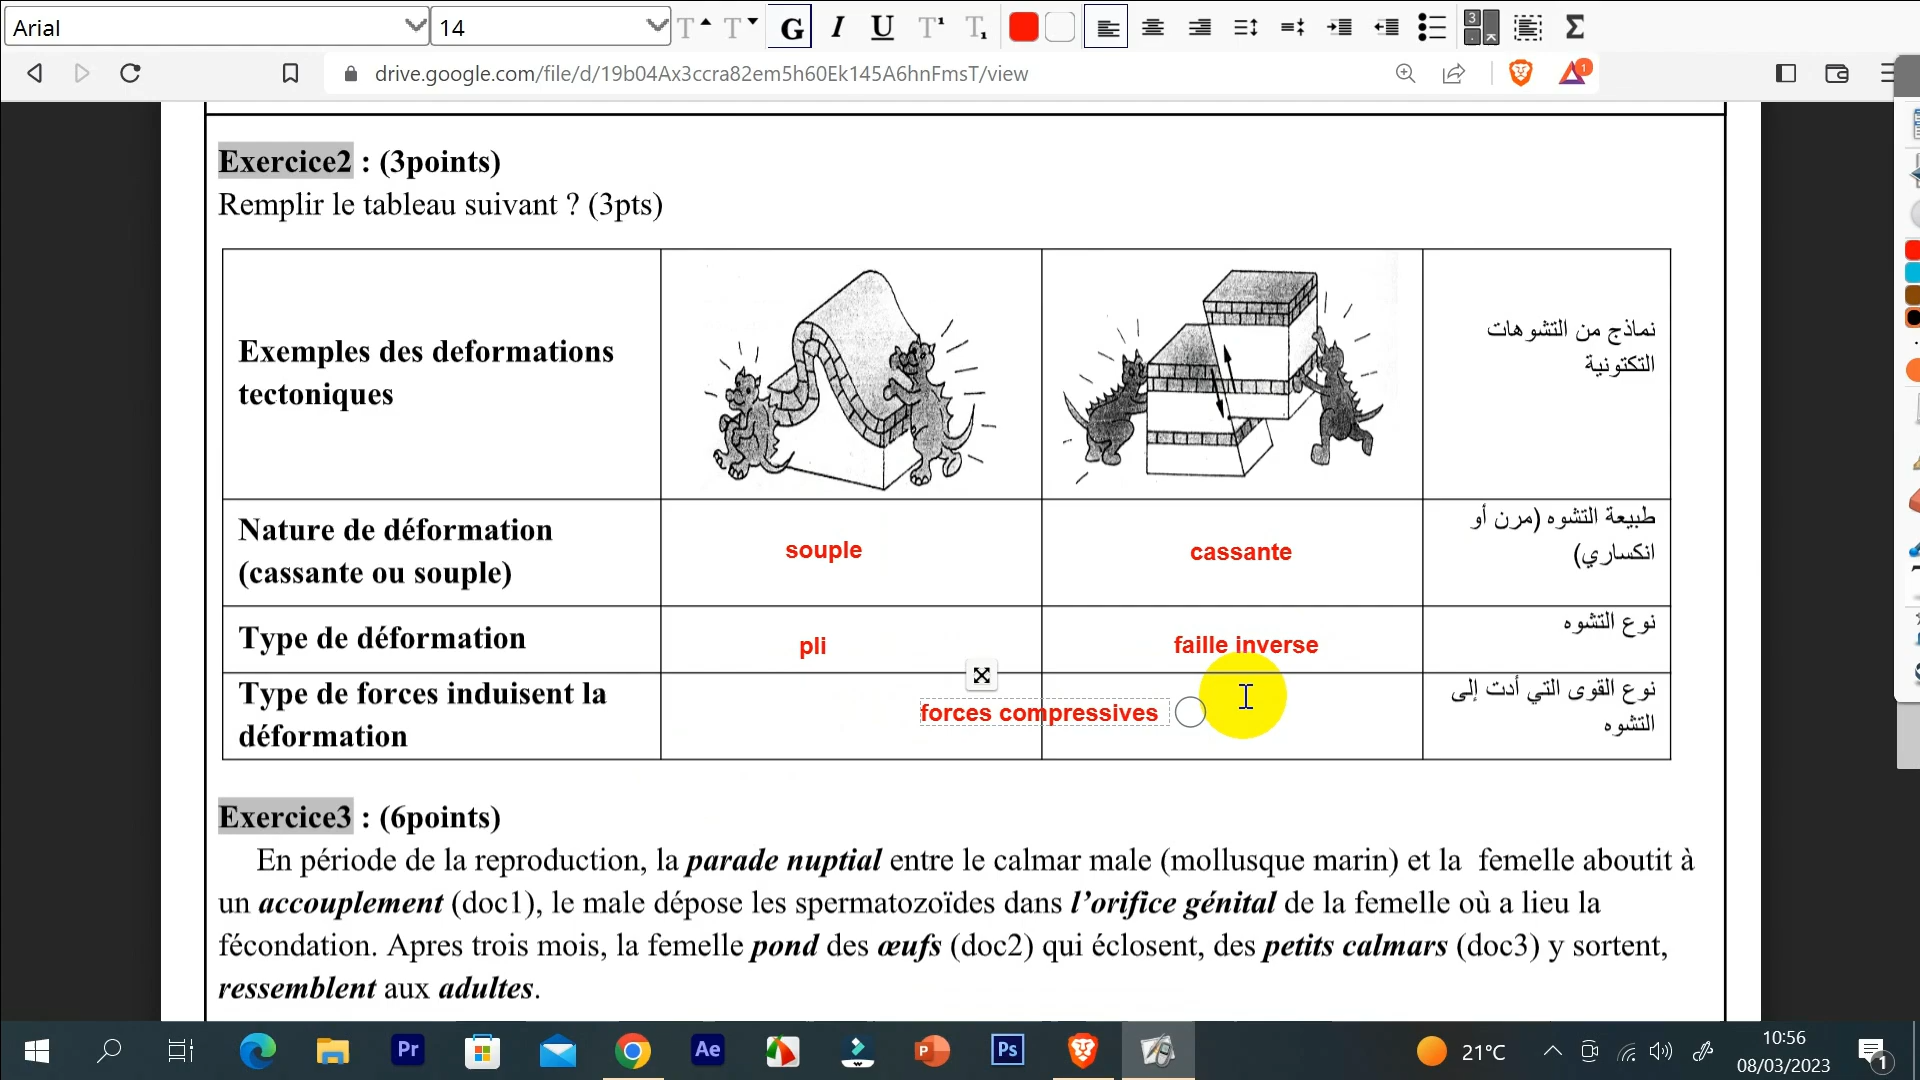 Arial
14
G I U
drive.google.com/file/d/19b04Ax3ccra82em5h60Ek145A6hnFmsT/view
Exercice2 : (3points)
Remplir le tableau suivant ? (3pts)
Exemples des deformations
tectoniques
نماذج من التشوهات
التكتونية
Nature de déformation
(cassante ou souple)
souple
cassante
طبيعة التشوه (مرن أو
انكساري)
Type de déformation
pli
faille inverse
نوع التشوه
Type de forces induisent la
déformation
forces compressives
نوع القوى التي أدت إلى
التشوه
Exercice3 : (6points)
En période de la reproduction, la parade nuptial entre le calmar male (mollusque marin) et la femelle aboutit à
un accouplement (doc1), le male dépose les spermatozoïdes dans l’orifice génital de la femelle où a lieu la
fécondation. Apres trois mois, la femelle pond des œufs (doc2) qui éclosent, des petits calmars (doc3) y sortent,
ressemblent aux adultes.
Pr
Ae
Ps
21°C
10:56
08/03/2023
1